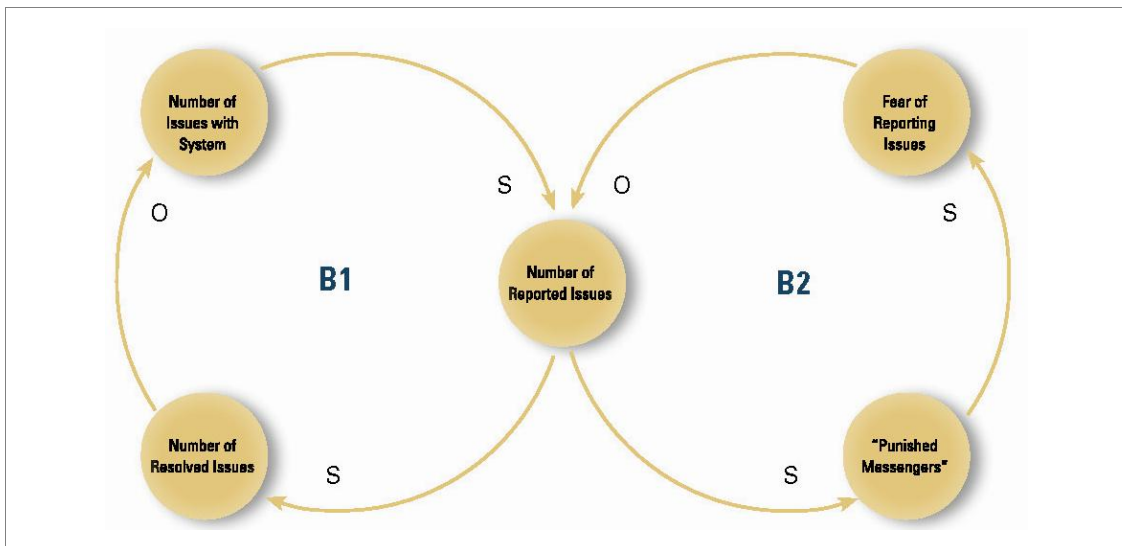 Number of
Issues with
System
Fear of
Reporting
Issues
S
O
O
S
B1
Number of
Reported Issues
B2
Number of
Resolved Issues
S
S
"Punished
Messengers"